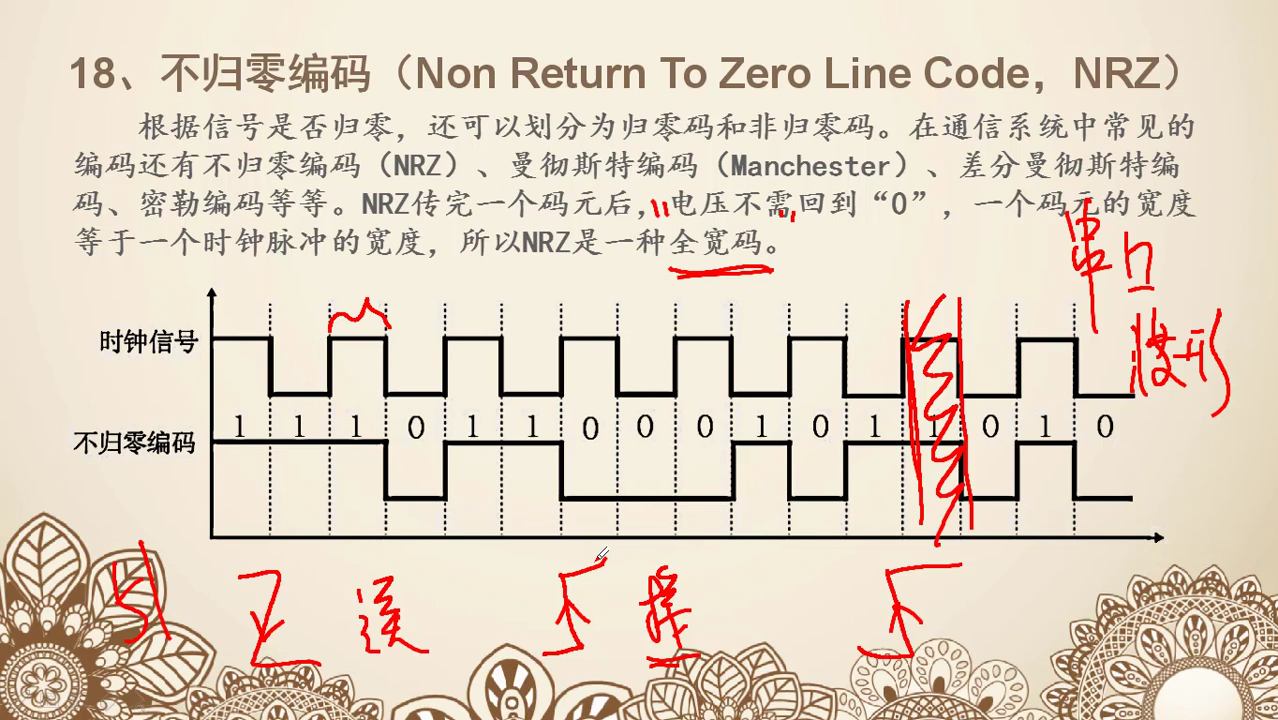 18、不归零编码（Non Return To Zero Line Code，NRZ）
根据信号是否归零，还可以划分为归零码和非归零码。在通信系统中常见的
编码还有不归零编码（NRZ）、曼彻斯特编码（Manchester）、差分曼彻斯特编
码、密勒编码等等。NRZ传完一个码元后，电压不需回到“0”，一个码元的宽度
等于一个时钟脉冲的宽度，所以NRZ是一种全宽码。
串口
波形
时钟信号
1 1 1 0 1 1 0 0 0 1 0 1 1 0 1 0
不归零编码